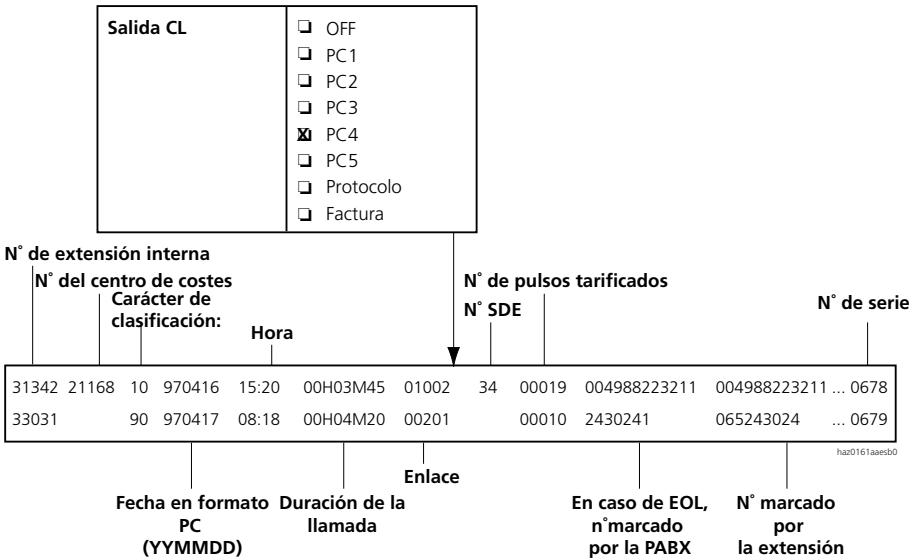 Salida CL
❏ OFF
❏ PC1
❏ PC2
❏ PC3
X❏ PC4
❏ PC5
❏ Protocolo
❏ Factura
N˚ de extensión interna
N˚ del centro de costes
Carácter de
clasificación:
Hora
N˚ de pulsos tarificados
N˚ SDE
N˚ de serie
31342 21168 10 970416 15:20 00H03M45 01002 34 00019 004988223211 004988223211 ... 0678
33031 90 970417 08:18 00H04M20 00201 00010 2430241 065243024 ... 0679
haz0161aaesb0
Fecha en formato
PC
(YYMMDD)
Duración de la
llamada
Enlace
En caso de EOL,
n˚marcado
por la PABX
N˚ marcado
por
la extensión